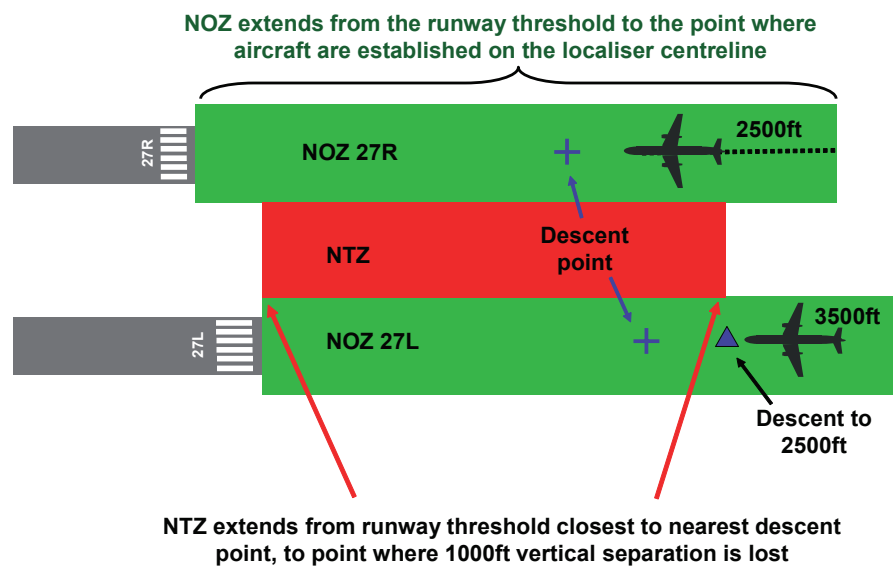 NOZ extends from the runway threshold to the point where
aircraft are established on the localiser centreline
27R
NOZ 27R
2500ft
NTZ
Descent
point
27L
NOZ 27L
3500ft
Descent to
2500ft
NTZ extends from runway threshold closest to nearest descent
point, to point where 1000ft vertical separation is lost